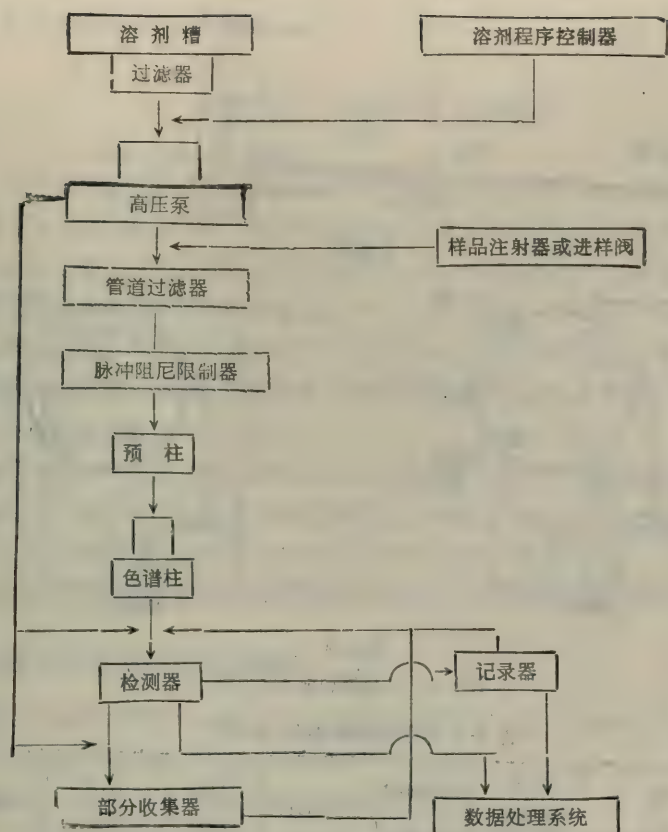 溶剂糟
溶剂程序控制器
过滤器
高压泵
样品注射器或进样阀
管道过滤器
脉冲阻尼限制器
预柱
色谱柱
检测器
记录器
部分收集器
数据处理系统